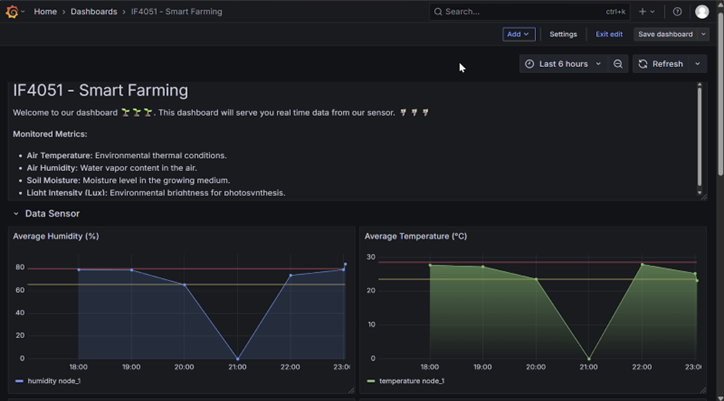 Home › Dashboards › IF4051 - Smart Farming
Search... ctrl+k
Add Settings Exit edit Save dashboard
Last 6 hours Refresh
IF4051 - Smart Farming
Welcome to our dashboard 🌱 🌱 🌱. This dashboard will serve you real time data from our sensor.
Monitored Metrics:
• Air Temperature: Environmental thermal conditions.
• Air Humidity: Water vapor content in the air.
• Soil Moisture: Moisture level in the growing medium.
• Light Intensity (Lux): Environmental brightness for photosynthesis.
Data Sensor
Average Humidity (%)
80
60
40
20
0
18:00 19:00 20:00 21:00 22:00 23:0
humidity node_1
Average Temperature (°C)
30
20
10
0
18:00 19:00 20:00 21:00 22:00 23:0
temperature node_1